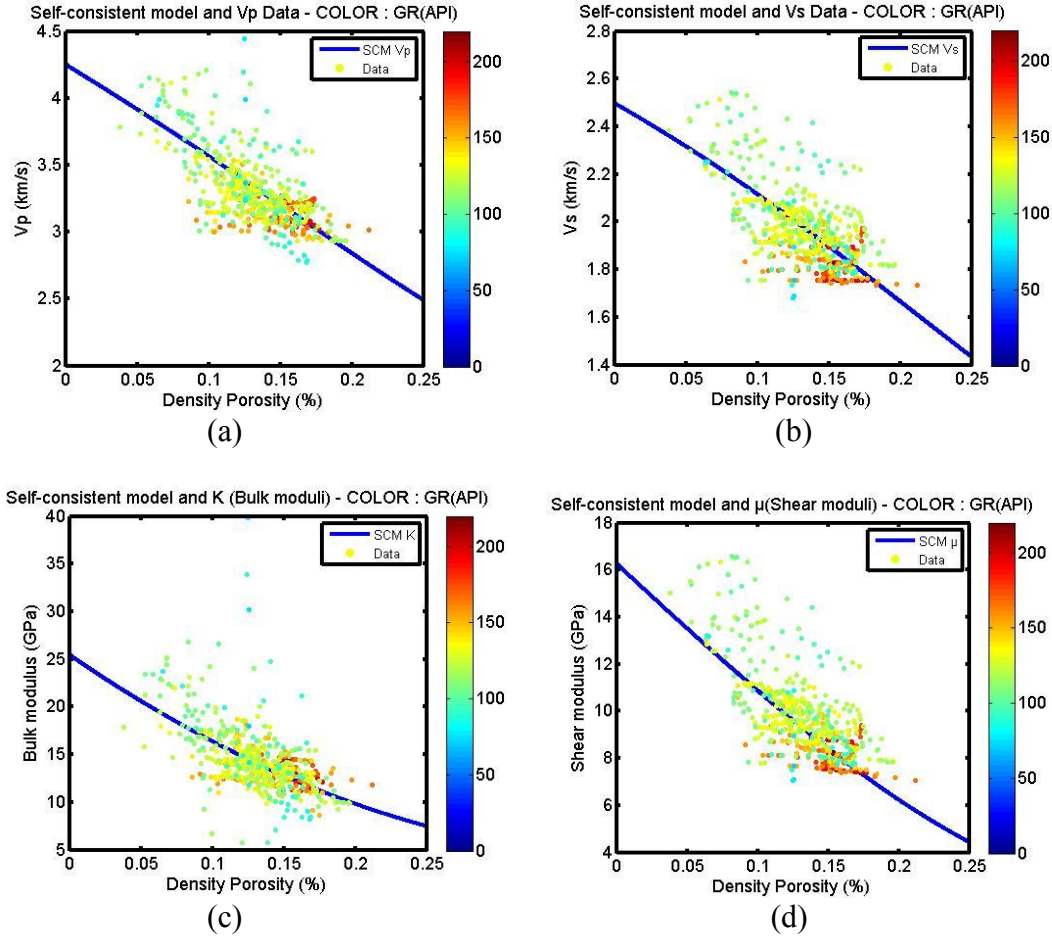 Self-consistent model and Vp Data - COLOR : GR(API)
4.5
4
3.5
3
2.5
2
Vp (km/s)
SCM Vp
Data
200
150
100
50
0
0 0.05 0.1 0.15 0.2 0.25
Density Porosity (%)
(a)
Self-consistent model and Vs Data - COLOR : GR(API)
2.8
2.6
2.4
2.2
2
1.8
1.6
1.4
Vs (km/s)
SCM Vs
Data
200
150
100
50
0
0 0.05 0.1 0.15 0.2 0.25
Density Porosity (%)
(b)
Self-consistent model and K (Bulk moduli) - COLOR : GR(API)
40
35
30
25
20
15
10
5
Bulk modulus (GPa)
SCM K
Data
200
150
100
50
0
0 0.05 0.1 0.15 0.2 0.25
Density Porosity (%)
(c)
Self-consistent model and μ(Shear moduli) - COLOR : GR(API)
18
16
14
12
10
8
6
4
Shear modulus (GPa)
SCM μ
Data
200
150
100
50
0
0 0.05 0.1 0.15 0.2 0.25
Density Porosity (%)
(d)